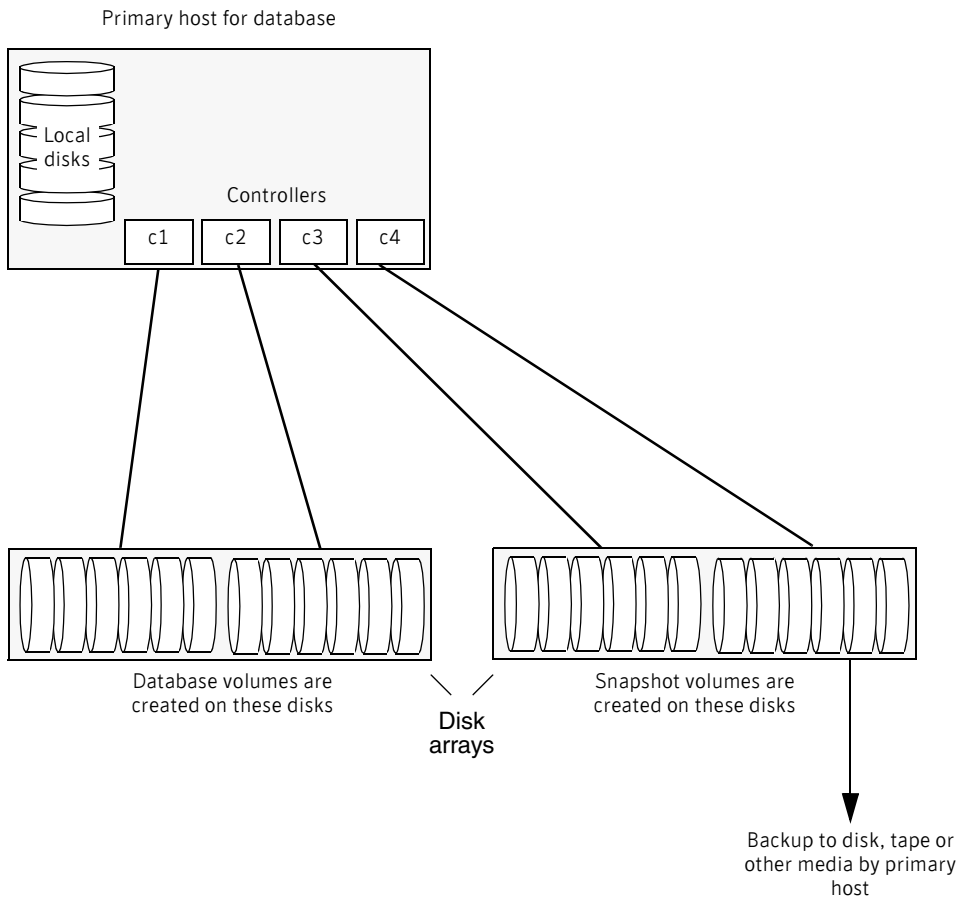 Primary host for database
Local
disks
Controllers
c1
c2
c3
c4
Database volumes are
created on these disks
Snapshot volumes are
created on these disks
Disk
arrays
Backup to disk, tape or
other media by primary
host